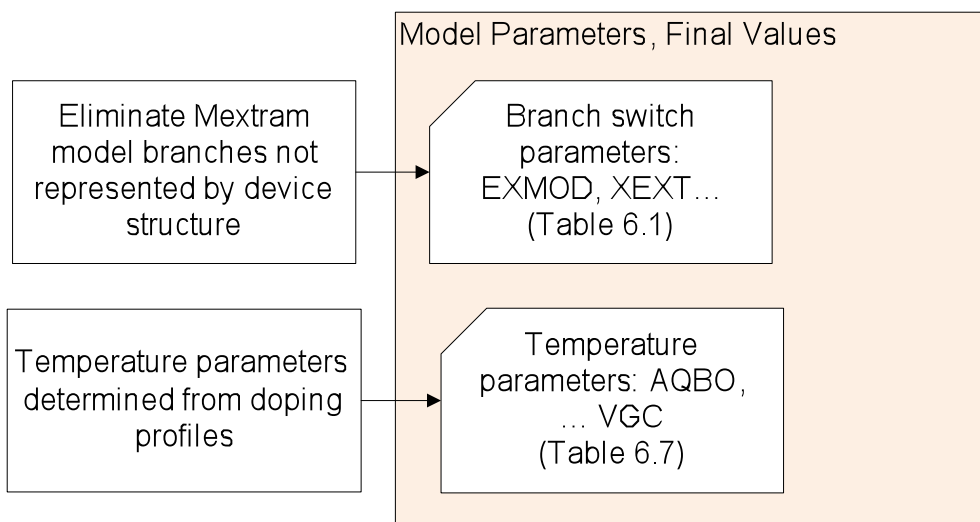 Model Parameters, Final Values
Eliminate Mextram
model branches not
represented by device
structure
Branch switch
parameters:
EXMOD, XEXT...
(Table 6.1)
Temperature parameters
determined from doping
profiles
Temperature
parameters: AQBO,
... VGC
(Table 6.7)